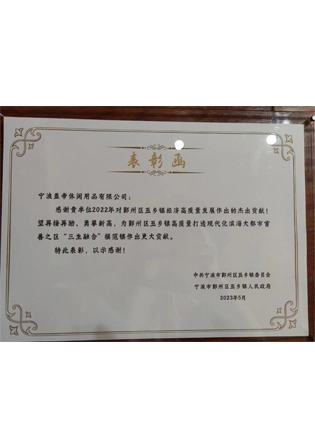 表彰函
宁波盈帝休闲用品有限公司：
感谢贵单位2022年对鄞州区五乡镇经济高质量发展作出的杰出贡献！
望再接再励、勇攀新高，为鄞州区五乡镇高质量打造现代化滨海大都市首
善之区“三生融合”模范镇作出更大贡献。
特此表彰，以示感谢！
中共宁波市鄞州区五乡镇委员会
宁波市鄞州区五乡镇人民政府
2023年5月